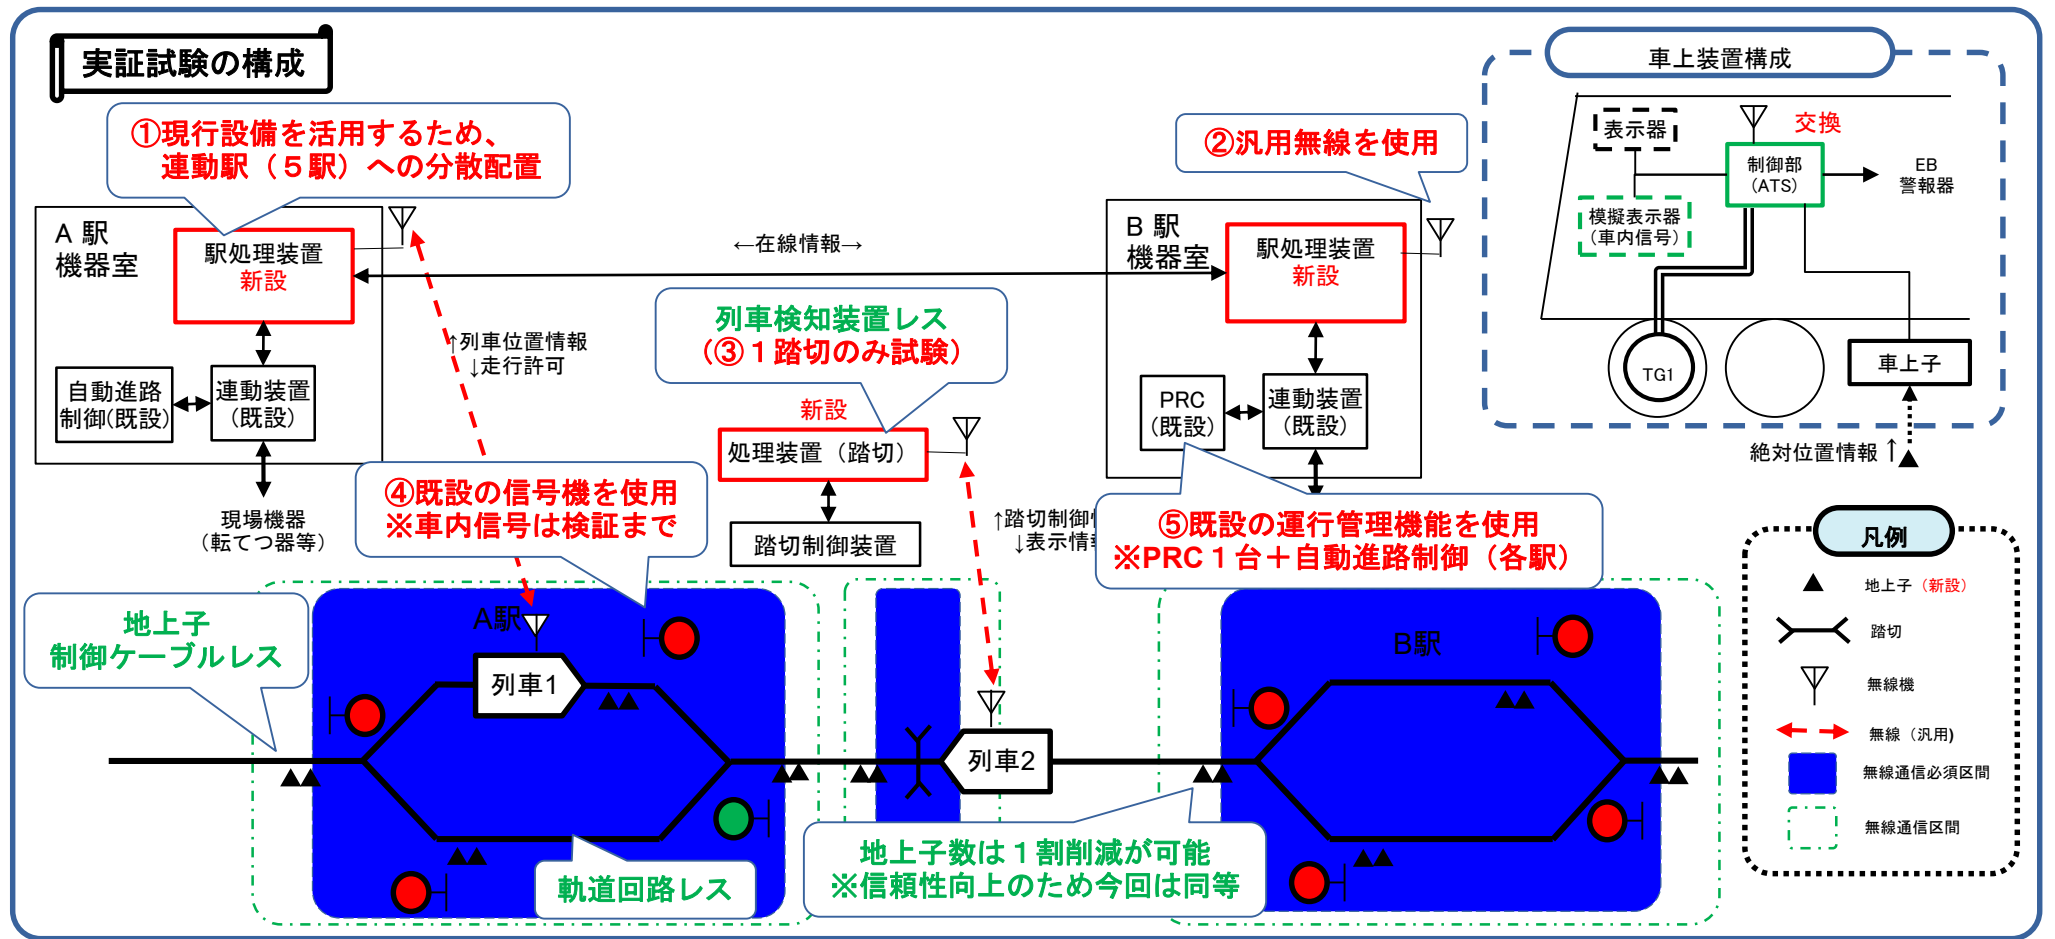 実証試験の構成
①現行設備を活用するため、
連動駅（５駅）への分散配置
②汎用無線を使用
車上装置構成
表示器
交換
制御部
(ATS)
EB
警報器
模擬表示器
(車内信号)
TG1
車上子
絶対位置情報 ↑
A 駅
機器室
駅処理装置
新設
自動進路
制御(既設)
連動装置
(既設)
現場機器
（転てつ器等）
←在線情報→
↑列車位置情報
↓走行許可
列車検知装置レス
(③１踏切のみ試験)
新設
処理装置（踏切）
踏切制御装置
B 駅
機器室
駅処理装置
新設
PRC
(既設)
連動装置
(既設)
④既設の信号機を使用
※車内信号は検証まで
↑踏切制御
↓表示情
⑤既設の運行管理機能を使用
※PRC１台＋自動進路制御（各駅）
地上子
制御ケーブルレス
A駅
列車1
列車2
B駅
軌道回路レス
地上子数は１割削減が可能
※信頼性向上のため今回は同等
凡例
地上子（新設）
踏切
無線機
無線（汎用)
無線通信必須区間
無線通信区間